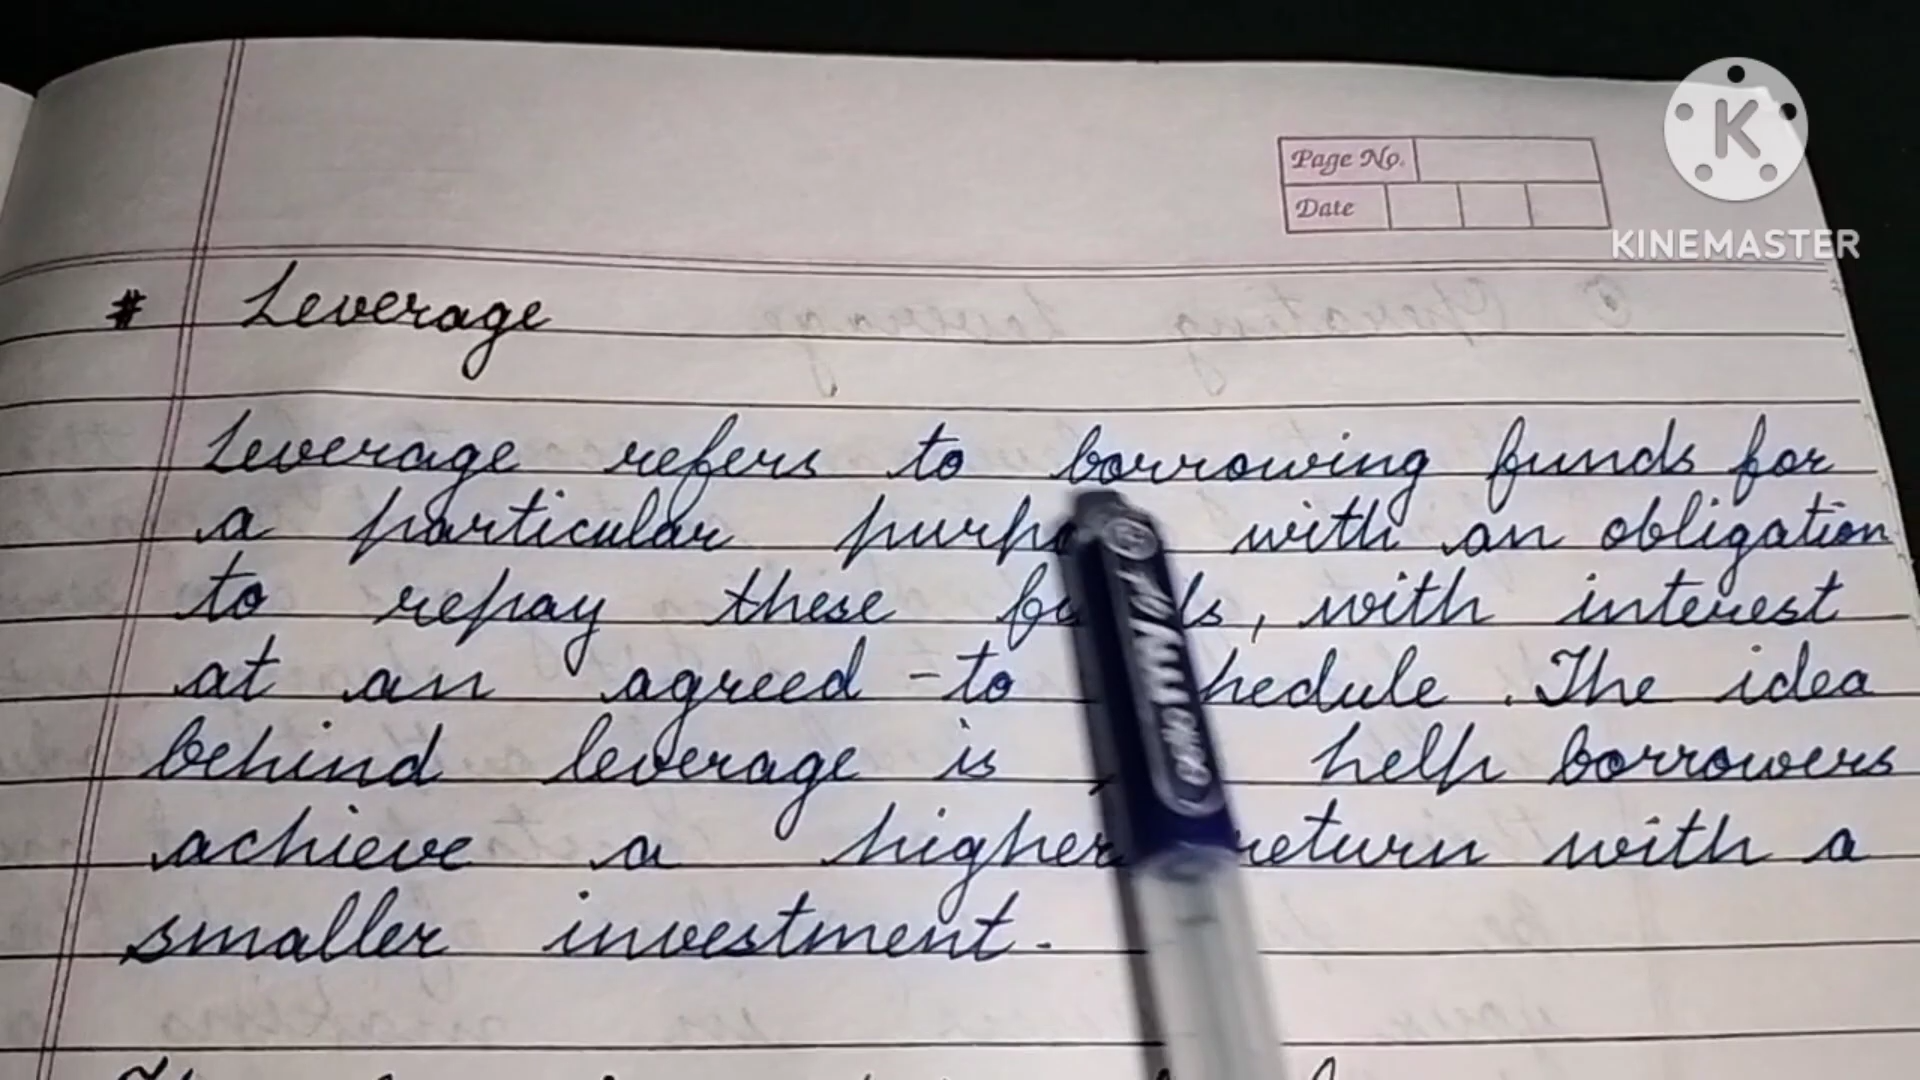 Page No.
Date
KINEMASTER
# Leverage
Leverage refers to borrowing funds for
a particular with an obligation
to repay these , with interest
at an agreed -to . The idea
behind leverage is help borrowers
achieve a higher return with a
smaller investment.